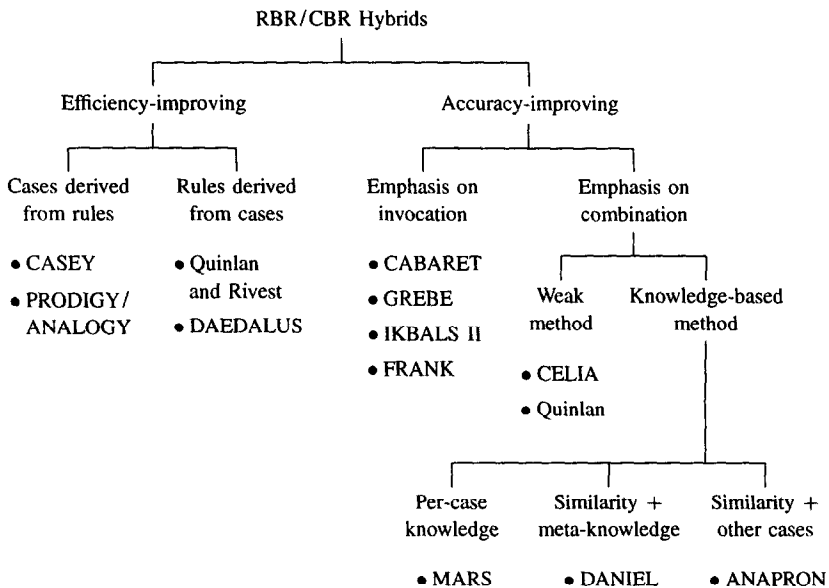 RBR/CBR Hybrids
Efficiency-improving
Accuracy-improving
Cases derived
from rules
Rules derived
from cases
Emphasis on
invocation
Emphasis on
combination
• CASEY
• PRODIGY/
ANALOGY
• Quinlan
and Rivest
• DAEDALUS
• CABARET
• GREBE
• IKBALS II
• FRANK
Weak
method
Knowledge-based
method
• CELIA
• Quinlan
Per-case
knowledge
Similarity +
meta-knowledge
Similarity +
other cases
• MARS
• DANIEL
• ANAPRON